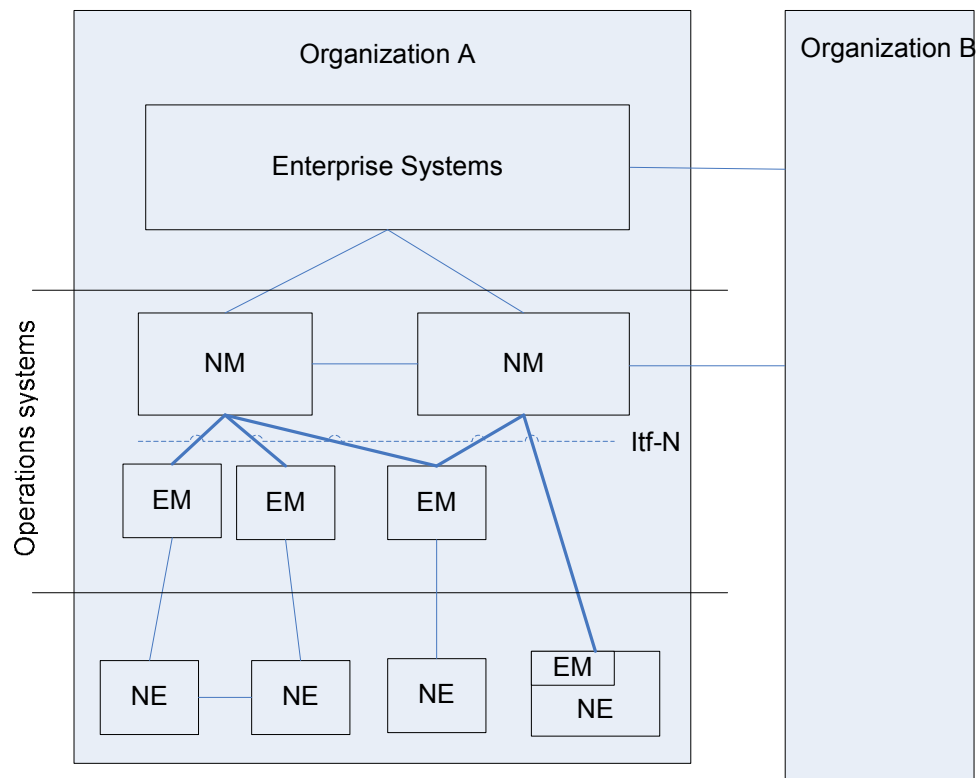 Organization A
Organization B
Enterprise Systems
Operations systems
NM
NM
Itf-N
EM
EM
EM
NE
NE
NE
EM
NE